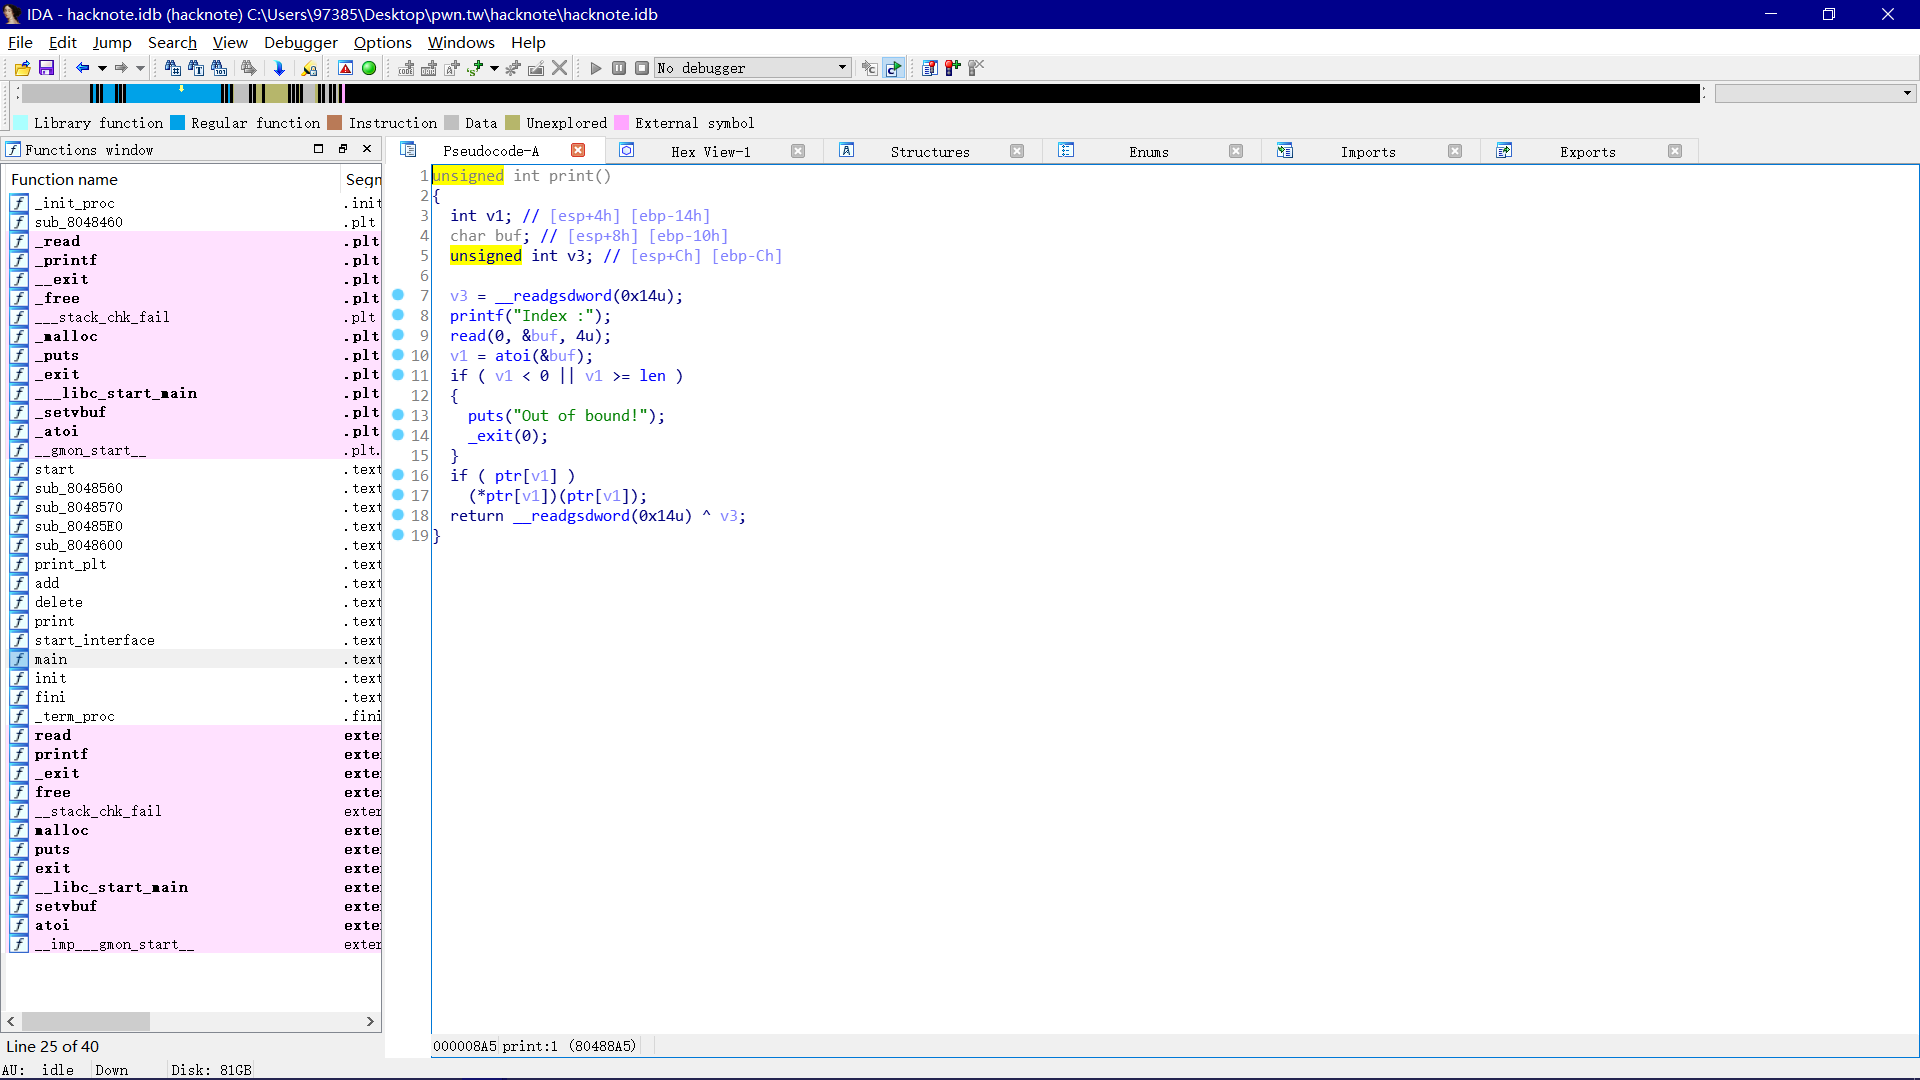 IDA - hacknote.idb (hacknote) C:\Users\97385\Desktop\pwn.tw\hacknote\hacknote.idb
File Edit Jump Search View Debugger Options Windows Help
No debugger
Library function Regular function Instruction Data Unexplored External symbol
Functions window
Pseudocode-A Hex View-1 Structures Enums Imports Exports
Function name Segn
_init_proc .init
sub_8048460 .plt
_read .plt
_printf .plt
__exit .plt
_free .plt
___stack_chk_fail .plt
_malloc .plt
_puts .plt
_exit .plt
___libc_start_main .plt
_setvbuf .plt
_atoi .plt
__gmon_start__ .plt.
start .text
sub_8048560 .text
sub_8048570 .text
sub_80485E0 .text
sub_8048600 .text
print_plt .text
add .text
delete .text
print .text
start_interface .text
main .text
init .text
fini .text
_term_proc .fini
read exte
printf exte
_exit exte
free exte
__stack_chk_fail exter
malloc exte
puts exte
exit exte
__libc_start_main exte
setvbuf exte
atoi exte
__imp___gmon_start__ exter
Line 25 of 40
1 unsigned int print()
2 {
3 int v1; // [esp+4h] [ebp-14h]
4 char buf; // [esp+8h] [ebp-10h]
5 unsigned int v3; // [esp+Ch] [ebp-Ch]
6
7 v3 = __readgsdword(0x14u);
8 printf("Index :");
9 read(0, &buf, 4u);
10 v1 = atoi(&buf);
11 if ( v1 < 0 || v1 >= len )
12 {
13 puts("Out of bound!");
14 _exit(0);
15 }
16 if ( ptr[v1] )
17 (*ptr[v1])(ptr[v1]);
18 return __readgsdword(0x14u) ^ v3;
19 }
000008A5 print:1 (80488A5)
AU: idle Down Disk: 81GB